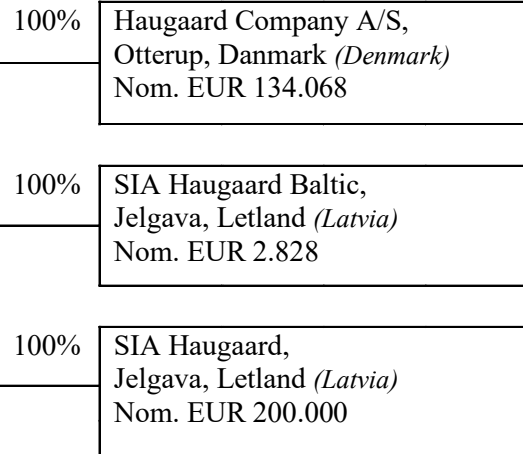 100% Haugaard Company A/S,
Otterup, Danmark (Denmark)
Nom. EUR 134.068
100% SIA Haugaard Baltic,
Jelgava, Letland (Latvia)
Nom. EUR 2.828
100% SIA Haugaard,
Jelgava, Letland (Latvia)
Nom. EUR 200.000